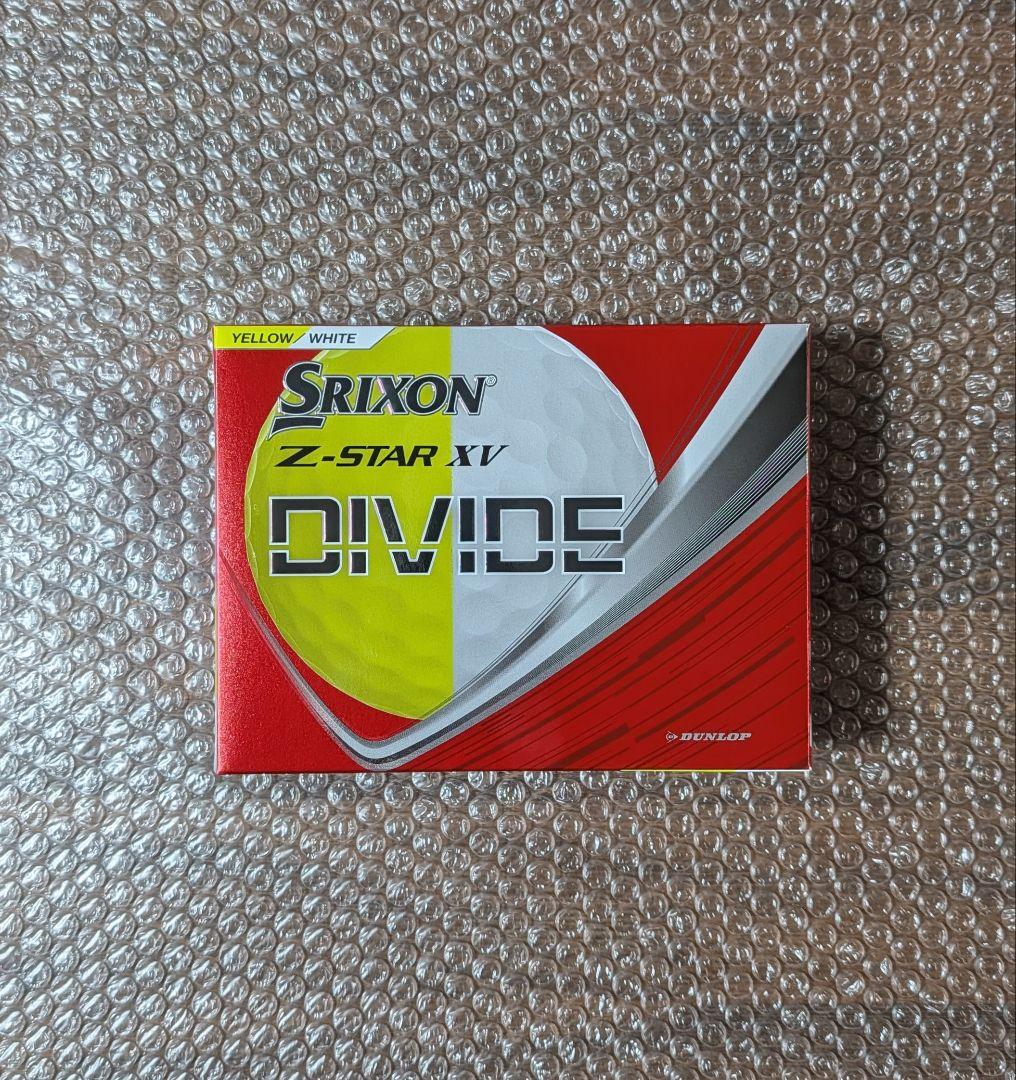 YELLOW/WHITE
SRIXON®
Z-STAR XV
DIVIDE
DUNLOP